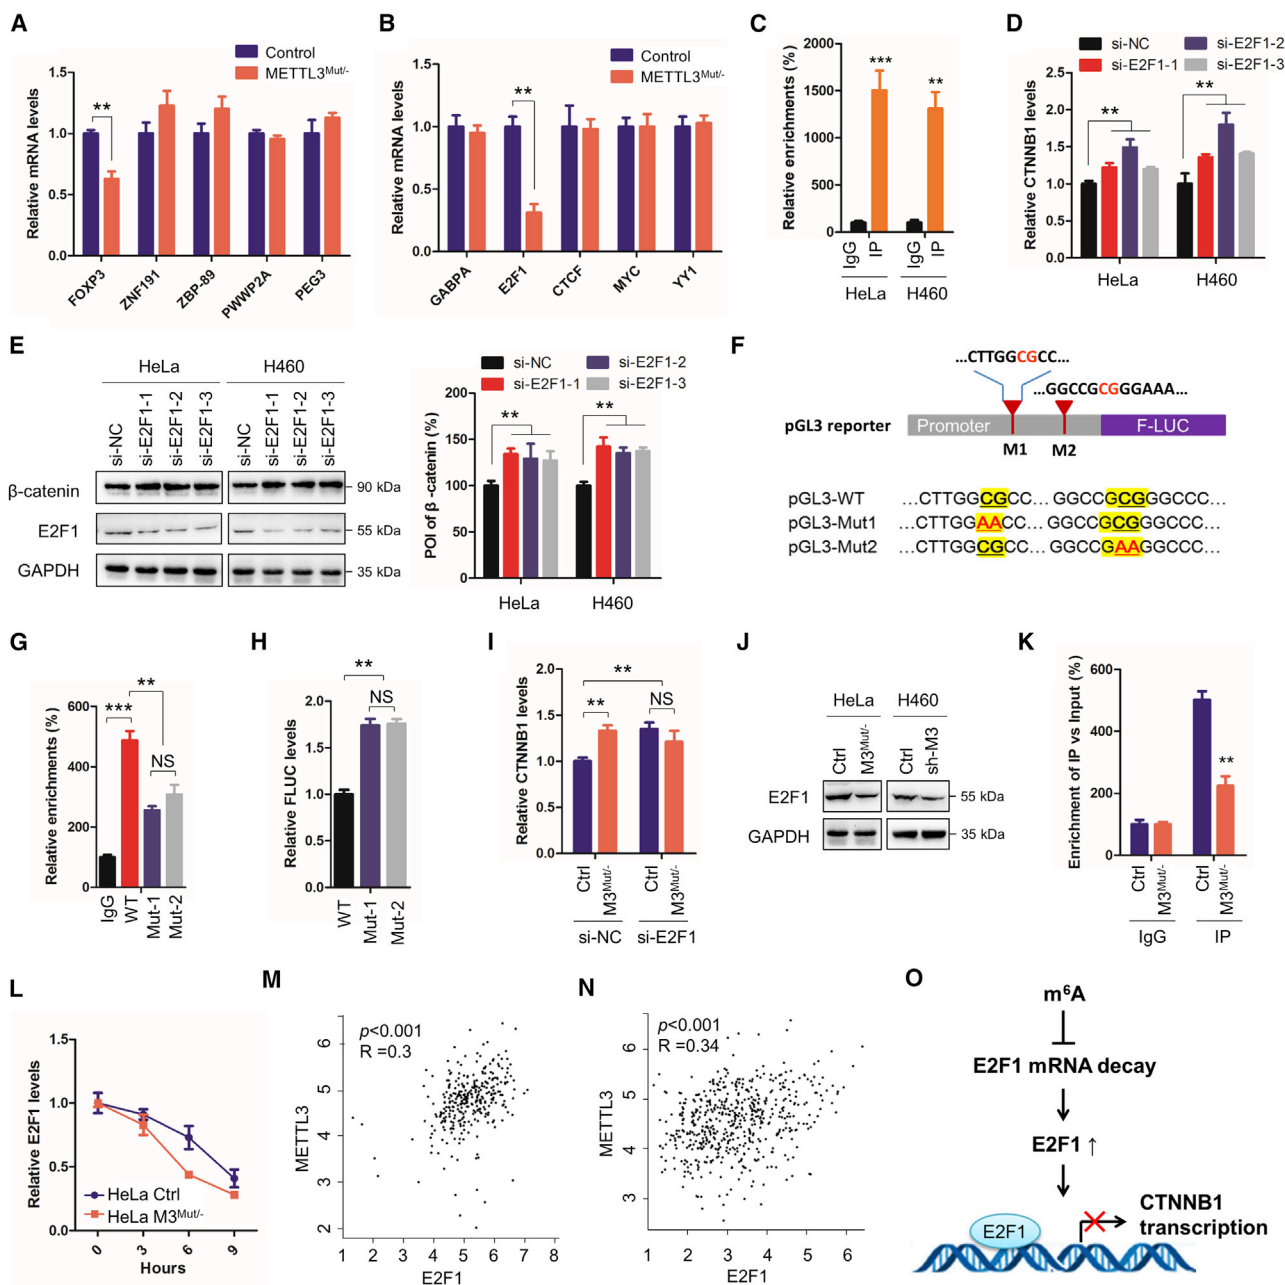 A
Control
METTL3Mut/-
Relative mRNA levels
1.5
1.0
0.5
0.0
**
FOXP3
ZNF191
ZBP-89
PWWP2A
PEG3
B
Control
METTL3Mut/-
Relative mRNA levels
1.5
1.0
0.5
0.0
**
GABPA
E2F1
CTCF
MYC
YY1
C
Relative enrichments (%)
2000
1500
1000
500
0
***
**
IgG
IP
IgG
IP
HeLa
H460
D
si-NC
si-E2F1-2
si-E2F1-1
si-E2F1-3
Relative CTNNB1 levels
2.5
2.0
1.5
1.0
0.5
0.0
**
**
HeLa
H460
E
HeLa
H460
si-NC
si-E2F1-1
si-E2F1-2
si-E2F1-3
si-NC
si-E2F1-1
si-E2F1-2
si-E2F1-3
β-catenin
90 kDa
E2F1
55 kDa
GAPDH
35 kDa
si-NC
si-E2F1-2
si-E2F1-1
si-E2F1-3
POI of β -catenin (%)
200
150
100
50
0
**
**
HeLa
H460
F
...CTTGGCGCC...
...GGCCGCGGGAAA...
pGL3 reporter
Promoter
F-LUC
M1
M2
pGL3-WT ...CTTGGCGCC... GGCCGCGGGCCC...
pGL3-Mut1 ...CTTGGAACC... GGCCGCGGGCCC...
pGL3-Mut2 ...CTTGGCGCC... GGCCGAAGGCCC...
G
Relative enrichments (%)
600
400
200
0
***
**
NS
IgG
WT
Mut-1
Mut-2
H
Relative FLUC levels
2.0
1.5
1.0
0.5
0.0
**
NS
WT
Mut-1
Mut-2
I
Relative CTNNB1 levels
2.0
1.5
1.0
0.5
0.0
**
**
NS
Ctrl
M3Mut/-
Ctrl
M3Mut/-
si-NC
si-E2F1
J
HeLa
H460
Ctrl
M3Mut/-
Ctrl
sh-M3
E2F1
55 kDa
GAPDH
35 kDa
K
Enrichment of IP vs Input (%)
600
400
200
0
**
Ctrl
M3Mut/-
Ctrl
M3Mut/-
IgG
IP
L
Relative E2F1 levels
1.5
1.0
0.5
0.0
HeLa Ctrl
HeLa M3Mut/-
0
3
6
9
Hours
M
p<0.001
R =0.3
METTL3
6
5
4
3
2
1 2 3 4 5 6 7 8
E2F1
N
p<0.001
R =0.34
METTL3
6
5
4
3
1 2 3 4 5 6
E2F1
O
m6A
E2F1 mRNA decay
E2F1 ↑
E2F1
CTNNB1
transcription